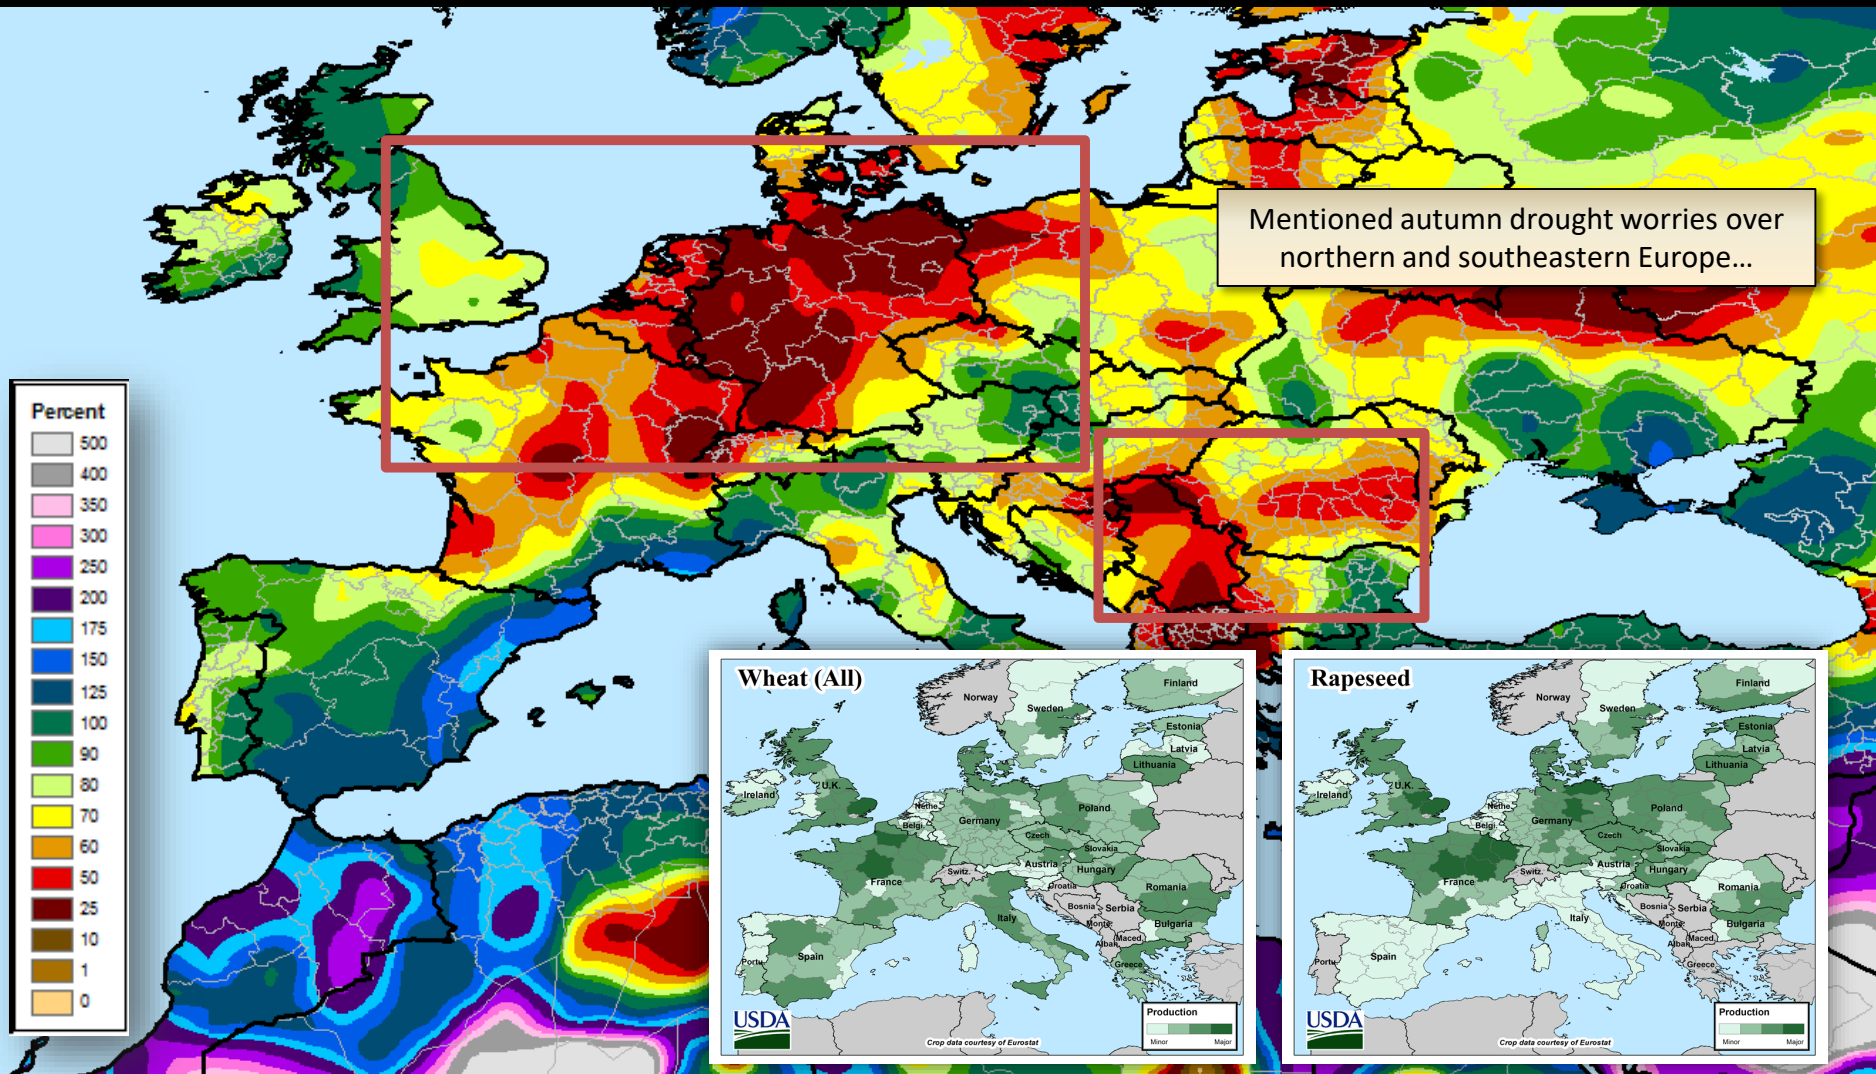 Mentioned autumn drought worries over
northern and southeastern Europe...
Percent
500
400
350
300
250
200
175
150
125
100
90
80
70
60
50
25
10
1
0
Wheat (All)
Norway
Finland
Sweden
Estonia
Latvia
Lithuania
Ireland
U.K.
Nethe.
Belgi.
Germany
Poland
Czech
Slovakia
Austria
Hungary
Switz.
France
Croatia
Romania
Bosnia
Serbia
Italy
Monte
Bulgaria
Maced.
Alban.
Greece
Spain
Portu.
USDA
Crop data courtesy of Eurostat
Production
Minor
Major
Rapeseed
Norway
Finland
Sweden
Estonia
Latvia
Lithuania
Ireland
U.K.
Nethe.
Belgi.
Germany
Poland
Czech
Slovakia
Austria
Hungary
Switz.
France
Croatia
Romania
Bosnia
Serbia
Italy
Monte
Bulgaria
Maced.
Alban.
Greece
Spain
Portu.
USDA
Crop data courtesy of Eurostat
Production
Minor
Major